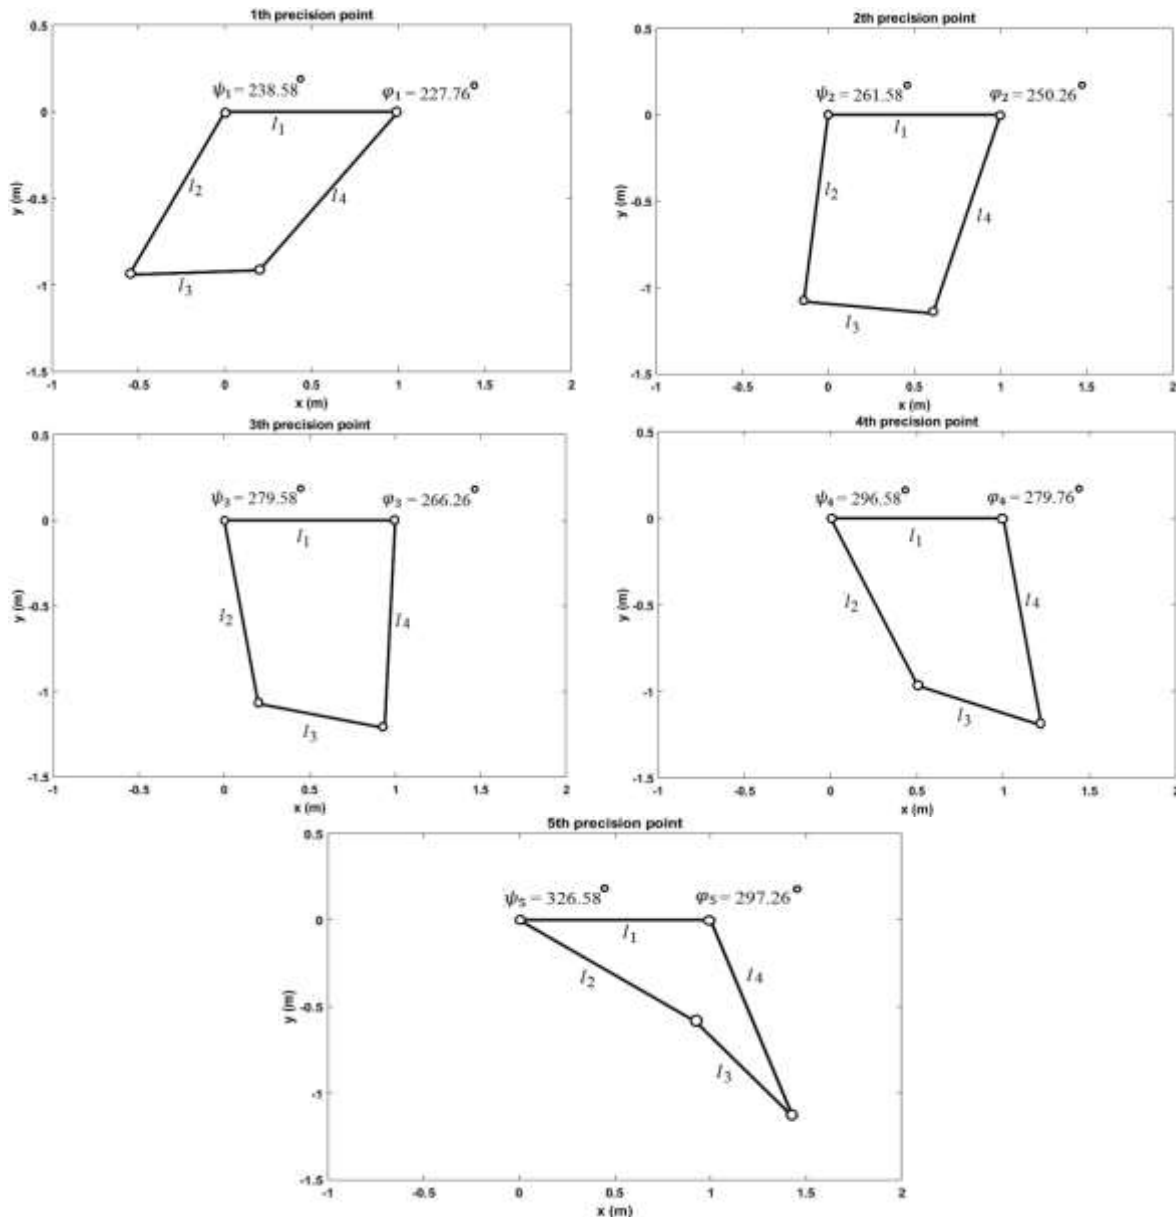 1th precision point
0.5
ψ₁ = 238.58°
φ₁ = 227.76°
0
l₁
l₂
l₄
y (m)
-0.5
-1
l₃
-1.5
-1 -0.5 0 0.5 1 1.5 2
x (m)
2th precision point
0.5
ψ₂ = 261.58°
φ₂ = 250.26°
0
l₁
l₂
l₄
y (m)
-0.5
-1
l₃
-1.5
-1 -0.5 0 0.5 1 1.5 2
x (m)
3th precision point
0.5
ψ₃ = 279.58°
φ₃ = 266.26°
0
l₁
l₂
l₄
y (m)
-0.5
-1
l₃
-1.5
-1 -0.5 0 0.5 1 1.5 2
x (m)
4th precision point
0.5
ψ₄ = 296.58°
φ₄ = 279.76°
0
l₁
l₂
l₄
y (m)
-0.5
-1
l₃
-1.5
-1 -0.5 0 0.5 1 1.5 2
x (m)
5th precision point
0.5
ψ₅ = 326.58°
φ₅ = 297.26°
0
l₁
l₂
l₄
y (m)
-0.5
l₃
-1
-1.5
-1 -0.5 0 0.5 1 1.5 2
x (m)